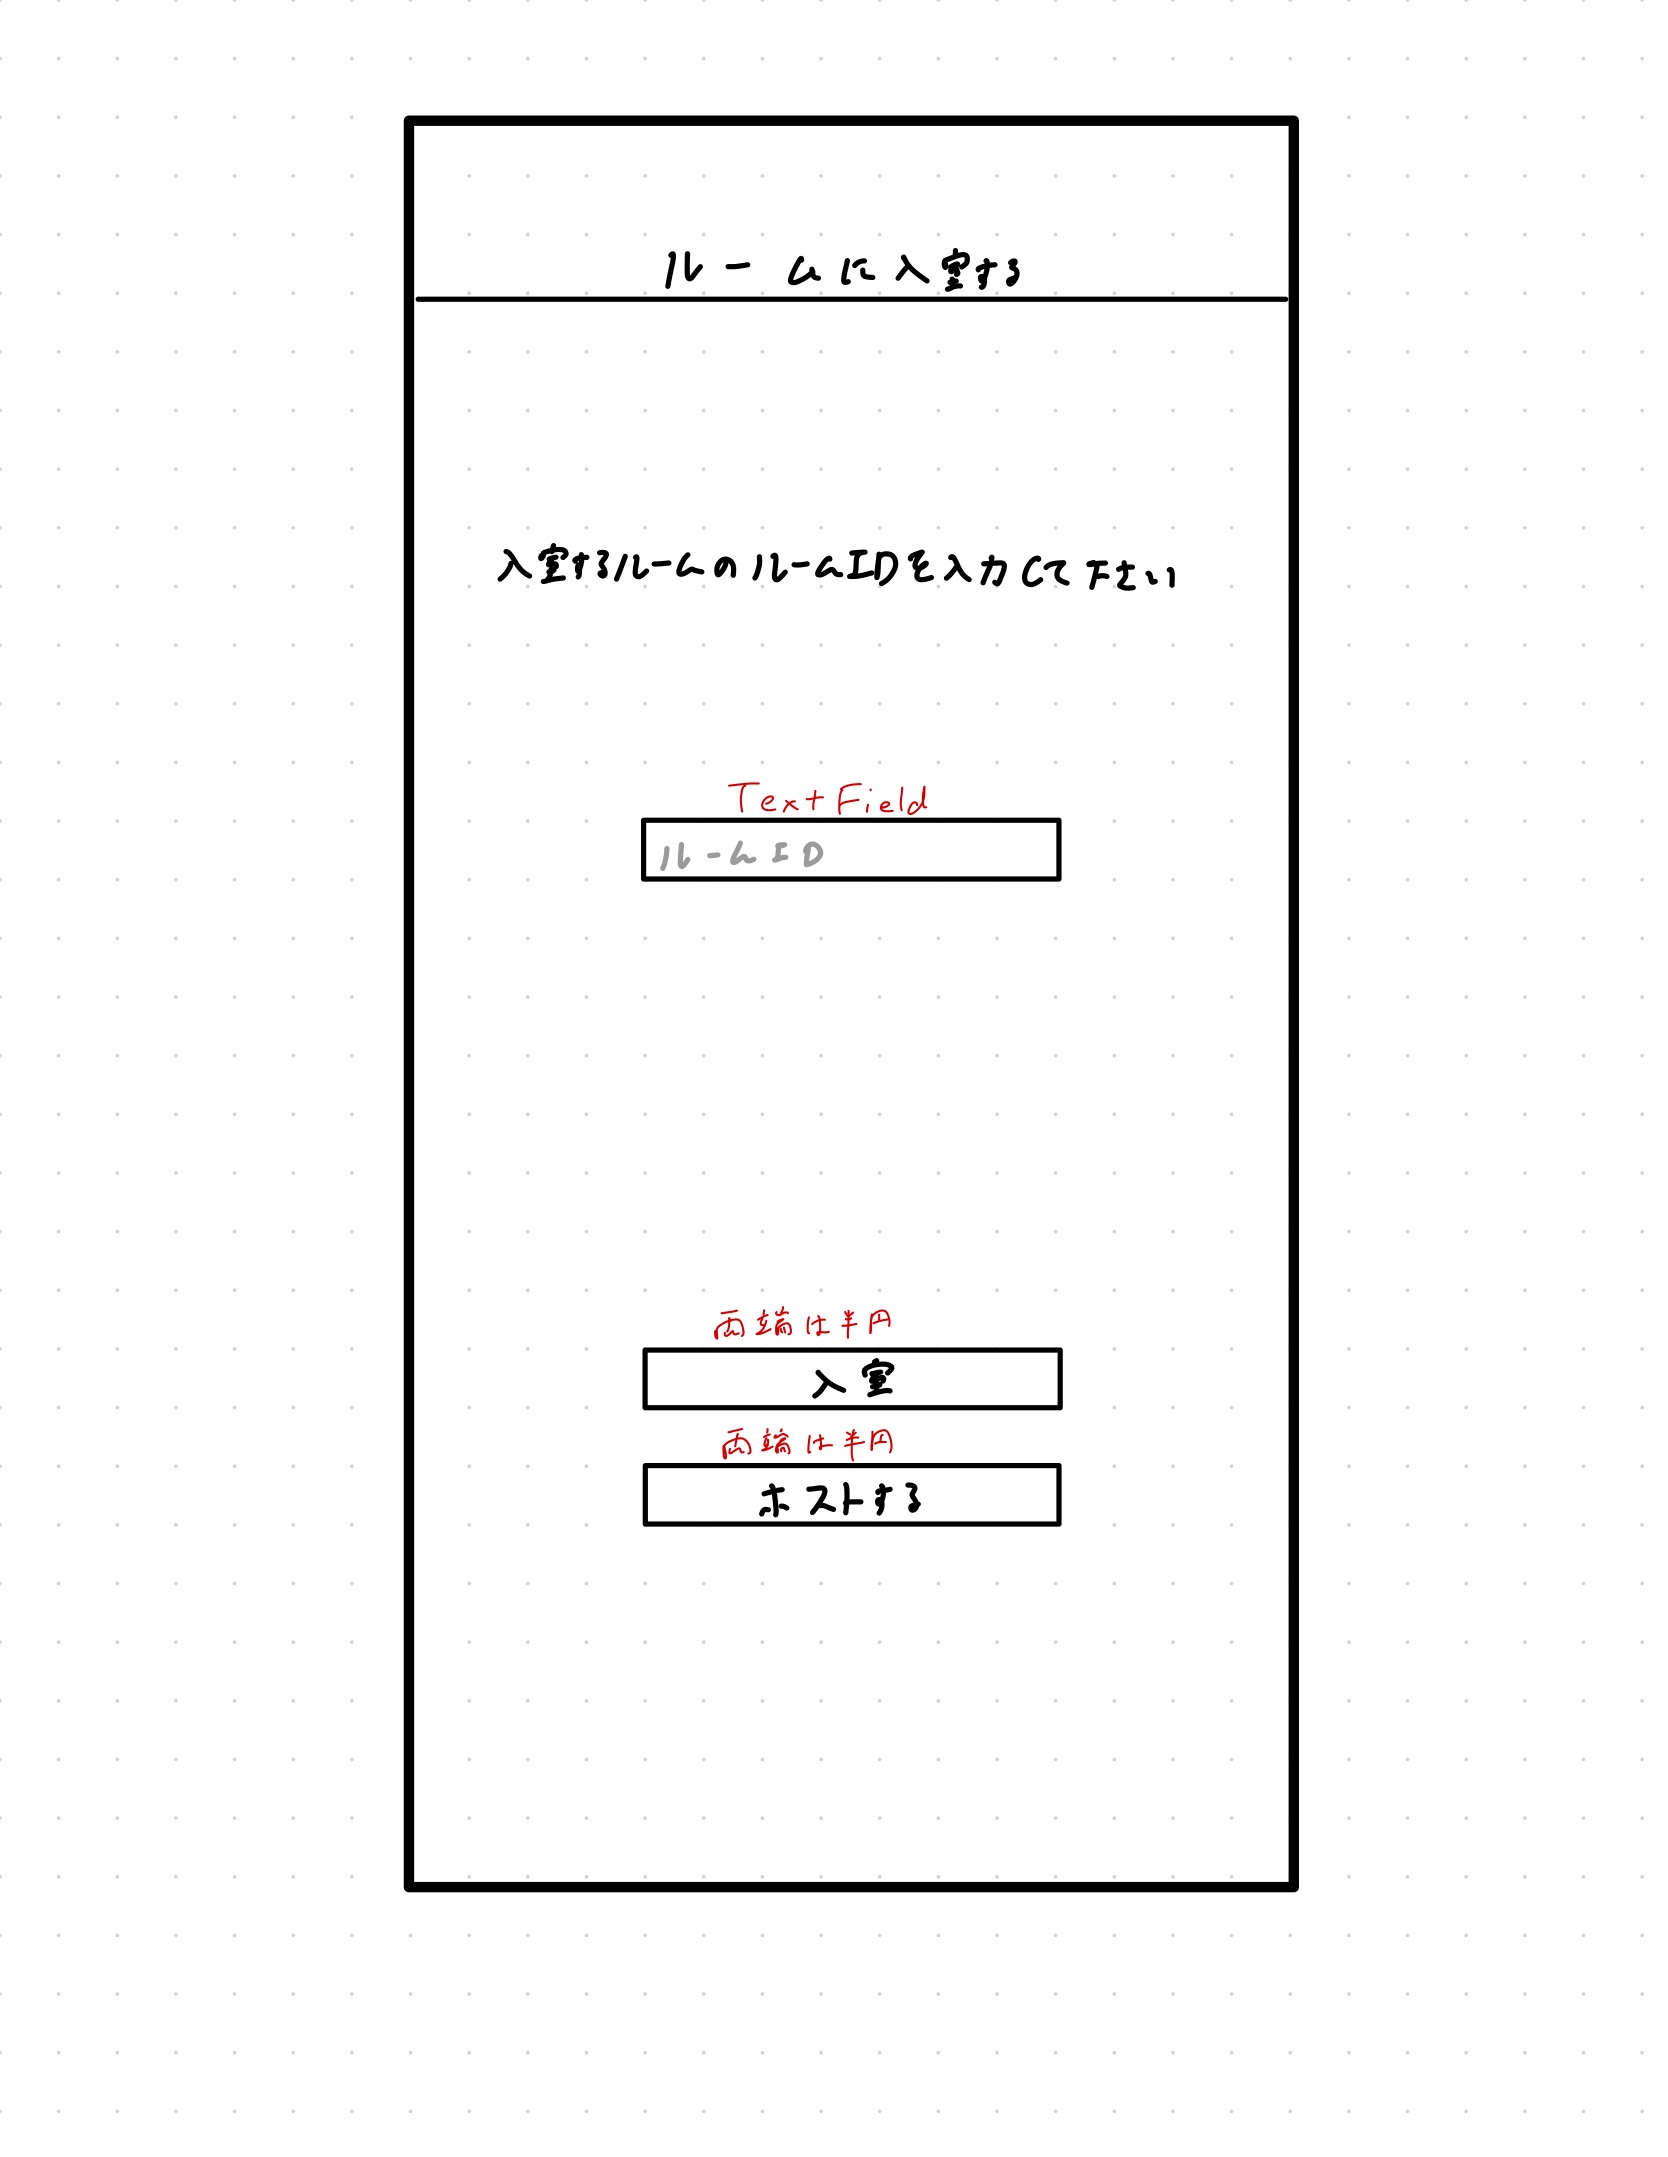 ルームに入室する
入室するルームのルームIDを入力して下さい
TextField
ルームID
両端は半円
入室
両端は半円
ホストする